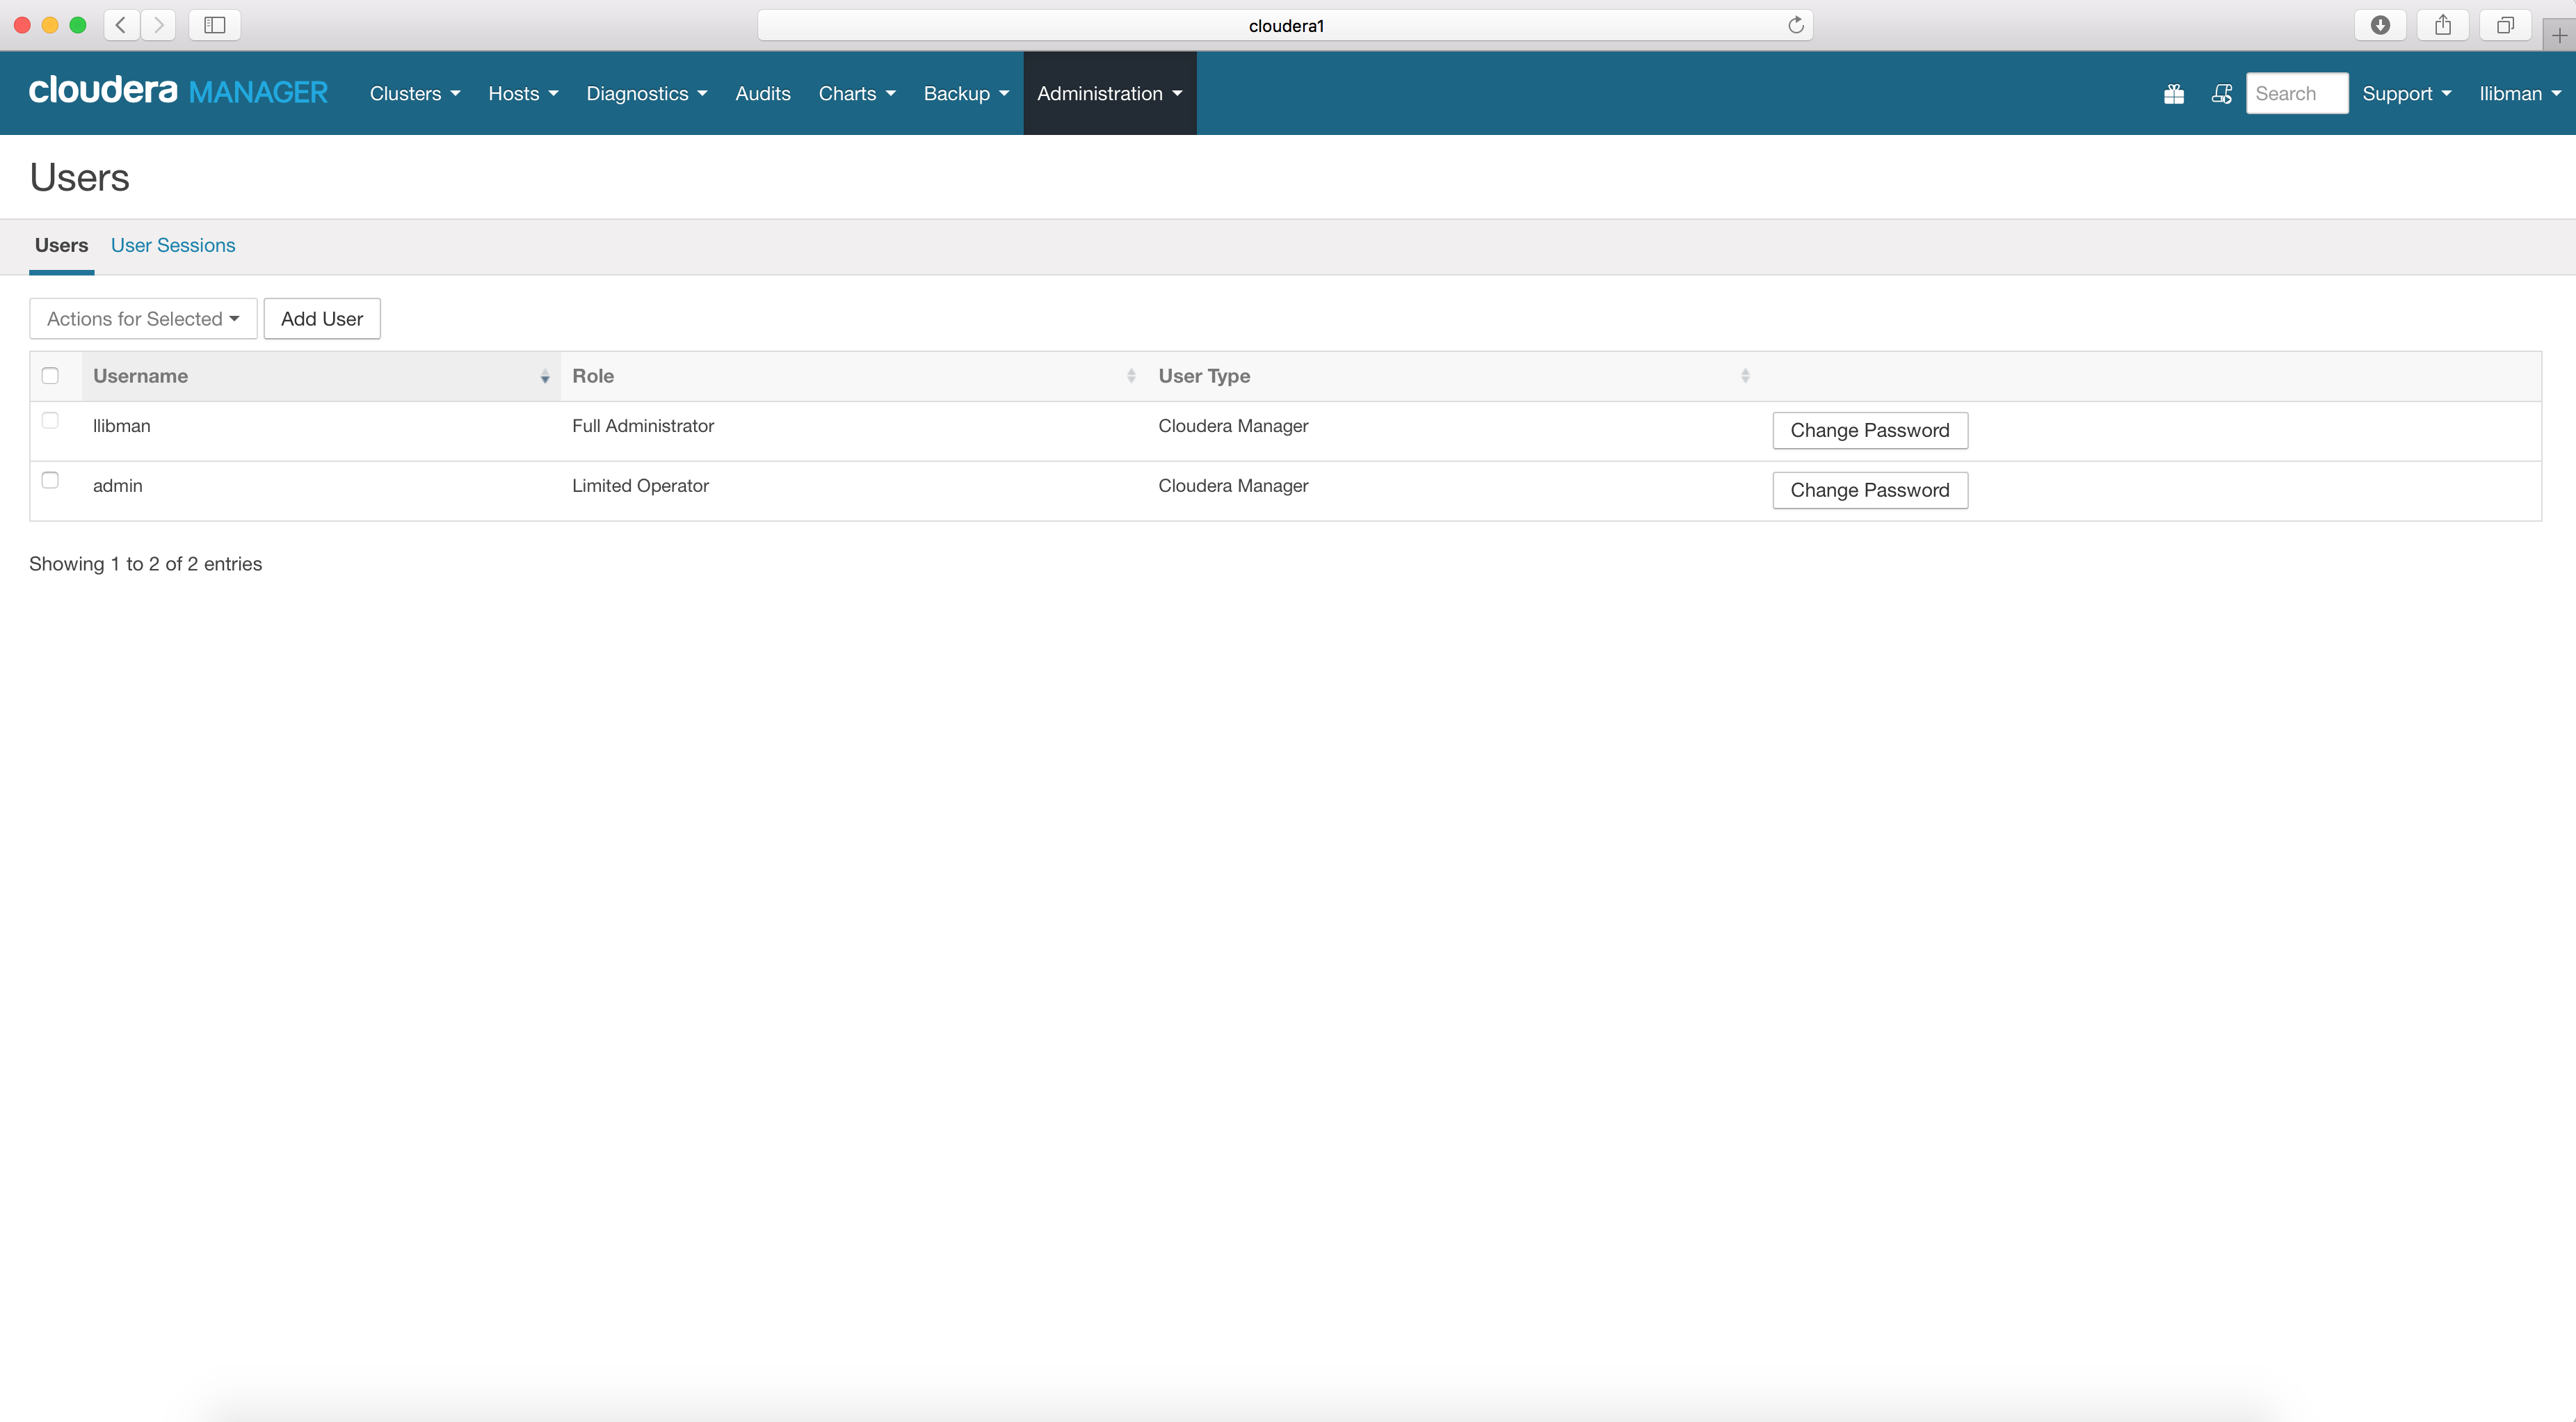 cloudera1
cloudera MANAGER Clusters Hosts Diagnostics Audits Charts Backup Administration Search Support llibman
Users
Users User Sessions
Actions for Selected Add User
Username Role User Type
llibman Full Administrator Cloudera Manager Change Password
admin Limited Operator Cloudera Manager Change Password
Showing 1 to 2 of 2 entries